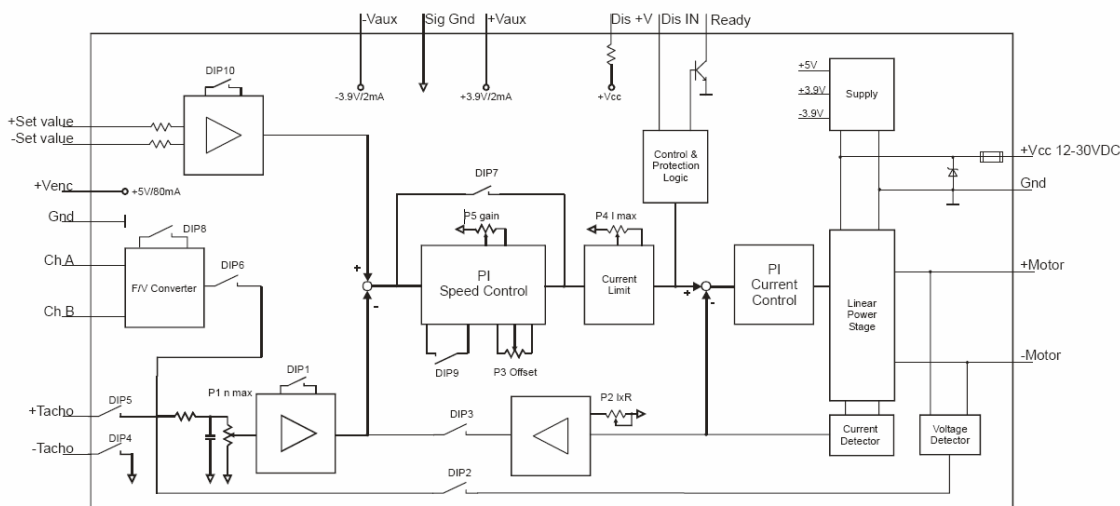 -Vaux
Sig Gnd
+Vaux
Dis +V
Dis IN
Ready
DIP10
-3.9V/2mA
+3.9V/2mA
+Vcc
+5V
+3.9V
-3.9V
Supply
+Set value
-Set value
Control &
Protection
Logic
+Vcc 12-30VDC
Gnd
+Venc
+5V/80mA
DIP7
Gnd
DIP8
P5 gain
P4 I max
Ch A
DIP6
F/V Converter
+
PI
Speed Control
-
Current
Limit
+
-
PI
Current
Control
Linear
Power
Stage
+Motor
Ch B
DIP9
P3 Offset
-Motor
DIP5
P1 n max
DIP1
P2 IxR
+Tacho
DIP3
DIP4
-Tacho
Current
Detector
Voltage
Detector
DIP2